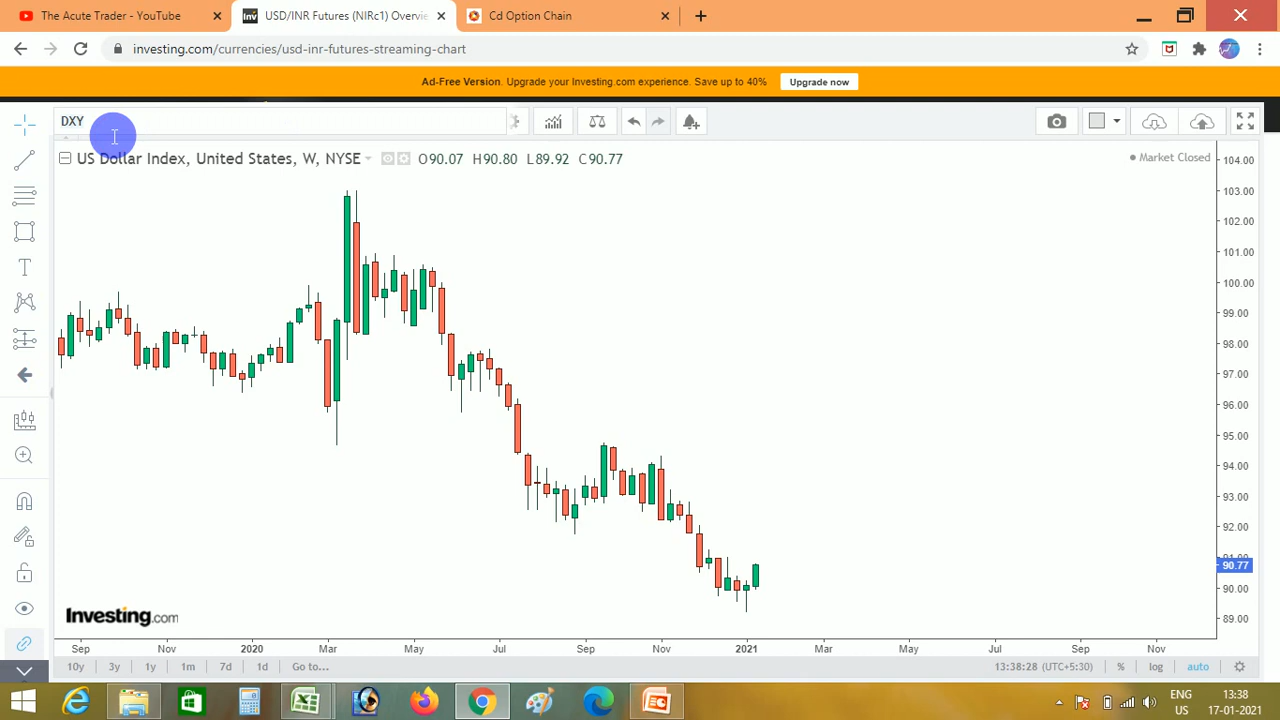 The Acute Trader - YouTube
USD/INR Futures (NIRc1) Overvie
Cd Option Chain
investing.com/currencies/usd-inr-futures-streaming-chart
Ad-Free Version. Upgrade your Investing.com experience. Save up to 40%
Upgrade now
DXY
US Dollar Index, United States, W, NYSE
O90.07 H90.80 L89.92 C90.77
Market Closed
104.00
103.00
102.00
101.00
100.00
99.00
98.00
97.00
96.00
95.00
94.00
93.00
92.00
91.00
90.77
90.00
89.00
Investing.com
Sep Nov 2020 Mar May Jul Sep Nov 2021 Mar May Jul Sep Nov
10y 3y 1y 1m 7d 1d Go to...
13:38:28 (UTC+5:30) % log auto
ENG 13:38
US 17-01-2021